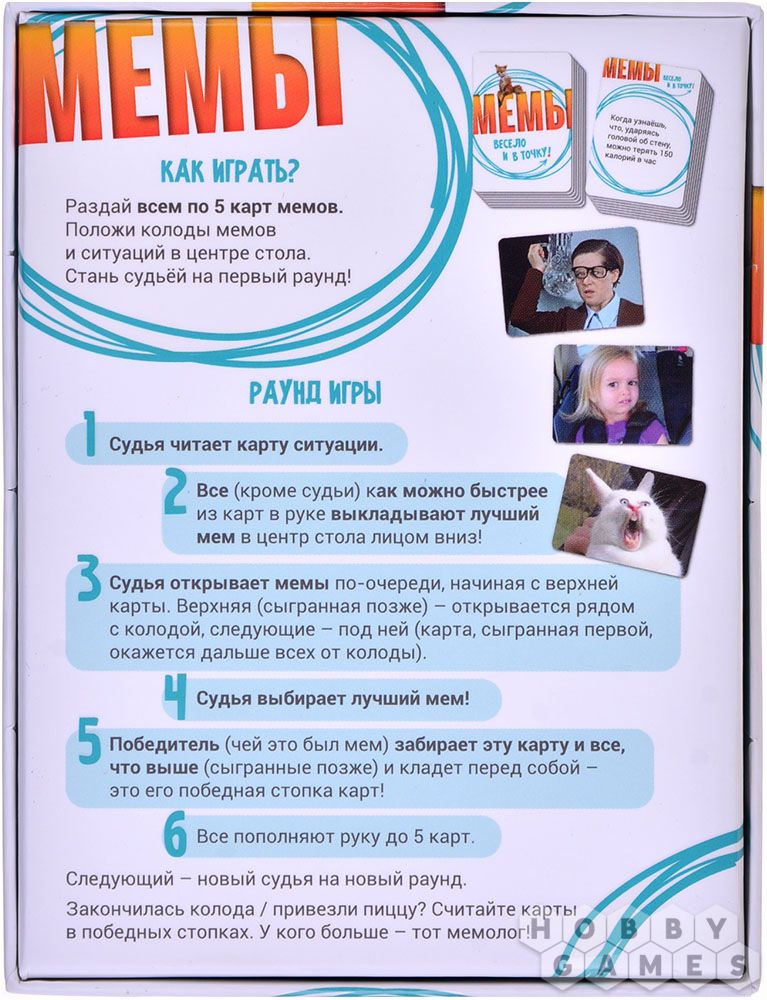 МЕМЫ
КАК ИГРАТЬ?
Раздай всем по 5 карт мемов.
Положи колоды мемов
и ситуаций в центре стола.
Стань судьёй на первый раунд!
МЕМЫ
ВЕСЕЛО
И В ТОЧКУ!
МЕМЫ
ВЕСЕЛО
И В ТОЧКУ!
Когда узнаёшь,
что, ударяясь
головой об стену,
можно терять 150
калорий в час
РАУНД ИГРЫ
1 Судья читает карту ситуации.
2 Все (кроме судьи) как можно быстрее
из карт в руке выкладывают лучший
мем в центр стола лицом вниз!
3 Судья открывает мемы по-очереди, начиная с верхней
карты. Верхняя (сыгранная позже) – открывается рядом
с колодой, следующие – под ней (карта, сыгранная первой,
окажется дальше всех от колоды).
4 Судья выбирает лучший мем!
5 Победитель (чей это был мем) забирает эту карту и все,
что выше (сыгранные позже) и кладет перед собой –
это его победная стопка карт!
6 Все пополняют руку до 5 карт.
Следующий – новый судья на новый раунд.
Закончилась колода / привезли пиццу? Считайте карты
в победных стопках. У кого больше – тот мемолог!
HOBBY
GAMES